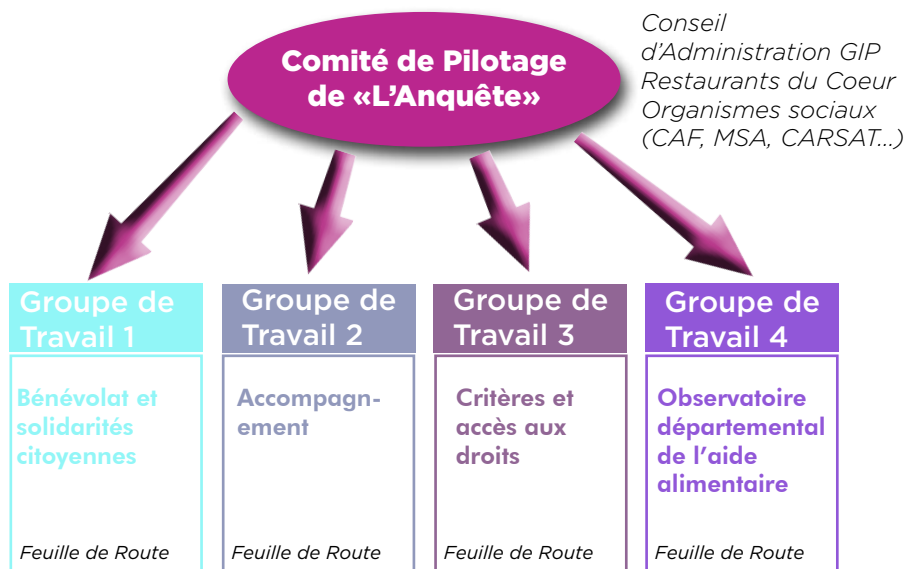 Comité de Pilotage
de «L'Anquête»
Conseil
d'Administration GIP
Restaurants du Coeur
Organismes sociaux
(CAF, MSA, CARSAT...)
Groupe de
Travail 1
Bénévolat et
solidarités
citoyennes
Feuille de Route
Groupe de
Travail 2
Accompagn-
ement
Feuille de Route
Groupe de
Travail 3
Critères et
accès aux
droits
Feuille de Route
Groupe de
Travail 4
Observatoire
départemental
de l'aide
alimentaire
Feuille de Route